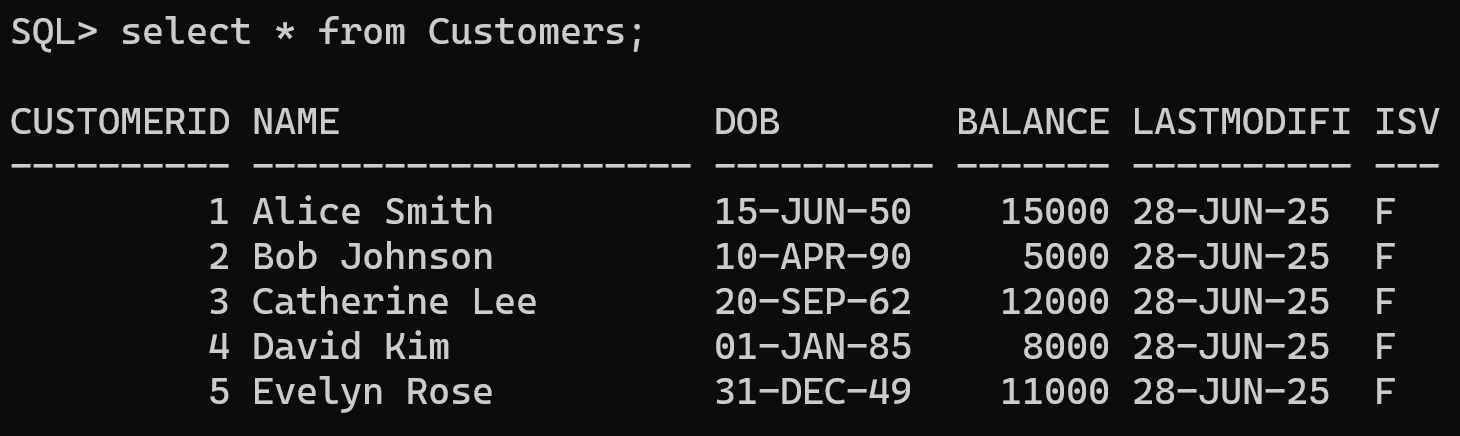 SQL> select * from Customers;
CUSTOMERID NAME                 DOB        BALANCE LASTMODIFI ISV
---------- -------------------- ---------- ------- ---------- ---
         1 Alice Smith          15-JUN-50    15000 28-JUN-25  F
         2 Bob Johnson          10-APR-90     5000 28-JUN-25  F
         3 Catherine Lee        20-SEP-62    12000 28-JUN-25  F
         4 David Kim            01-JAN-85     8000 28-JUN-25  F
         5 Evelyn Rose          31-DEC-49    11000 28-JUN-25  F